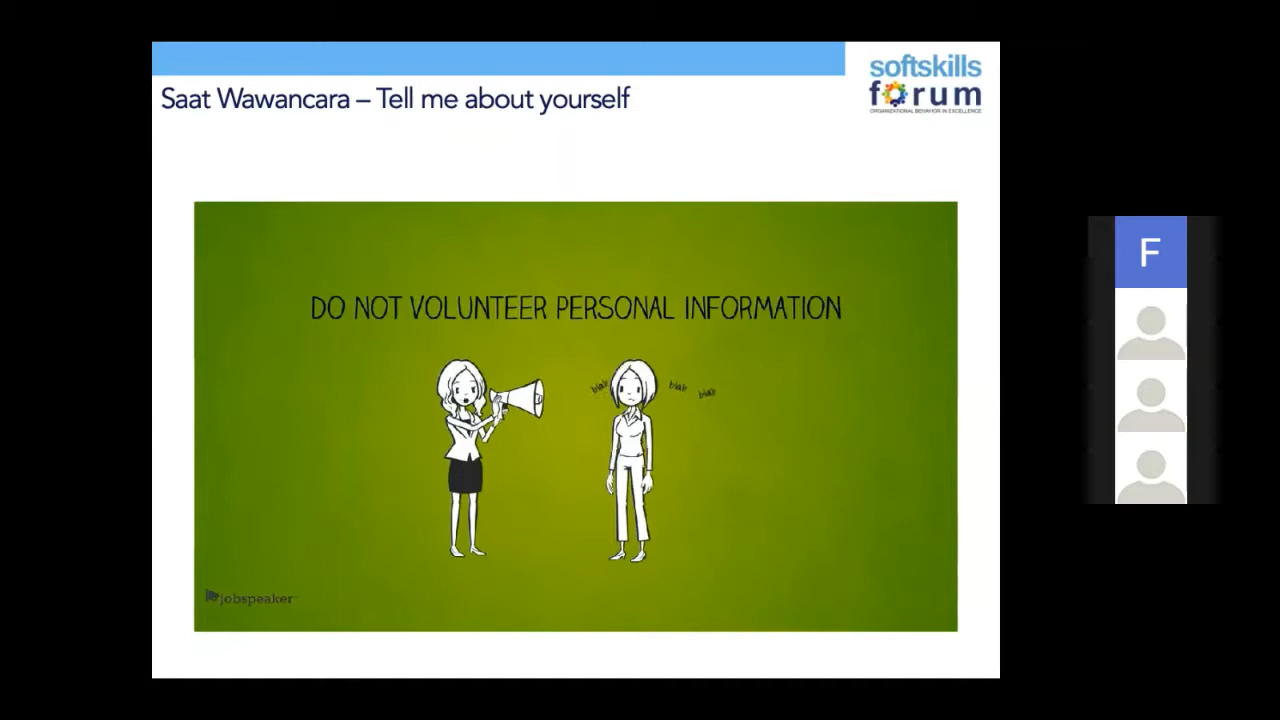 Saat Wawancara – Tell me about yourself
softskills
forum
ORGANIZATIONAL BEHAVIOR IN EXCELLENCE
DO NOT VOLUNTEER PERSONAL INFORMATION
blah blah blah
jobspeaker
F